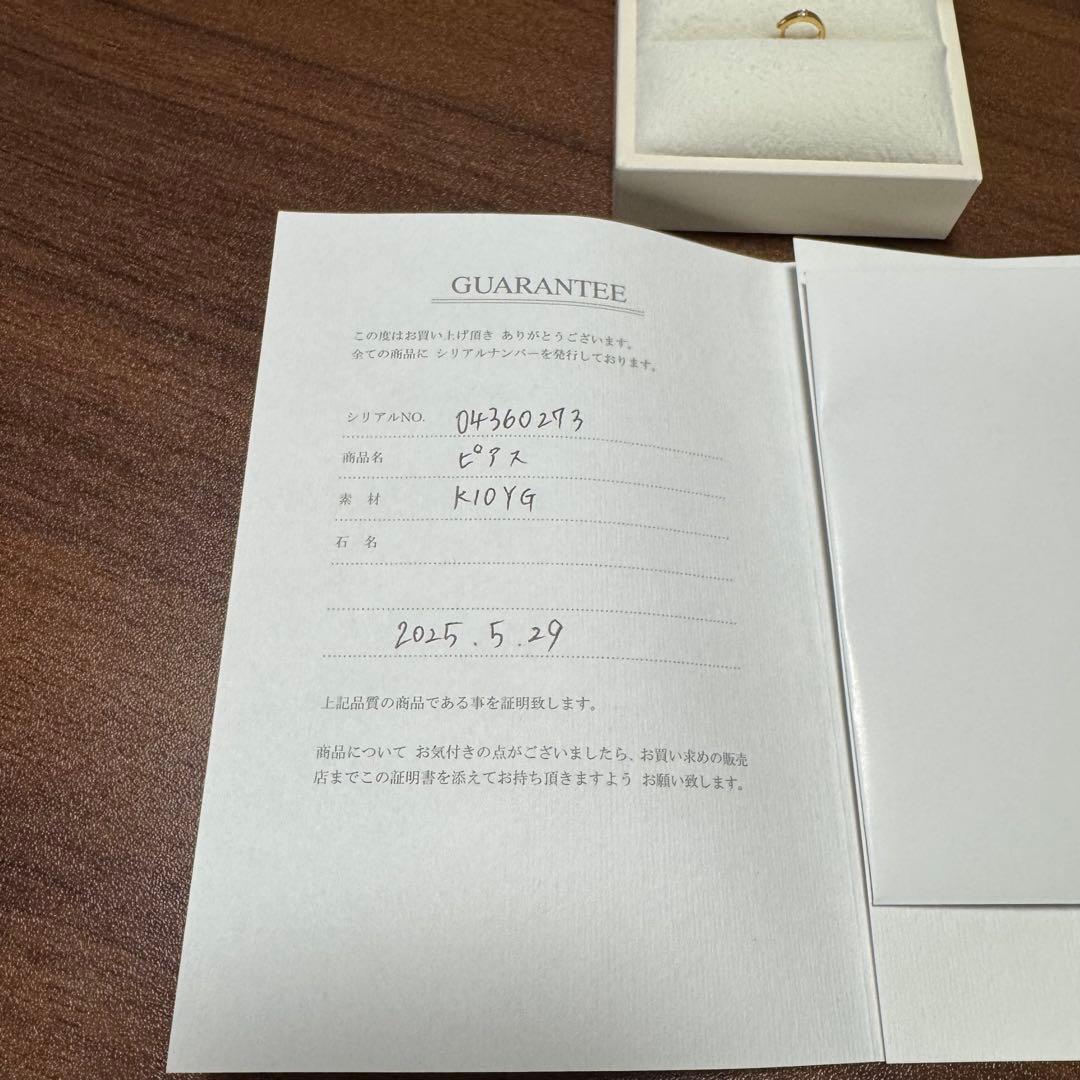 GUARANTEE
この度はお買い上げ頂き ありがとうございます。
全ての商品に シリアルナンバーを発行しております。
シリアルNO. 04360273
商品名 ピアス
素 材 K10YG
石 名
2025.5.29
上記品質の商品である事を証明致します。
商品について お気付きの点がございましたら、お買い求めの販売
店までこの証明書を添えてお持ち頂きますよう お願い致します。